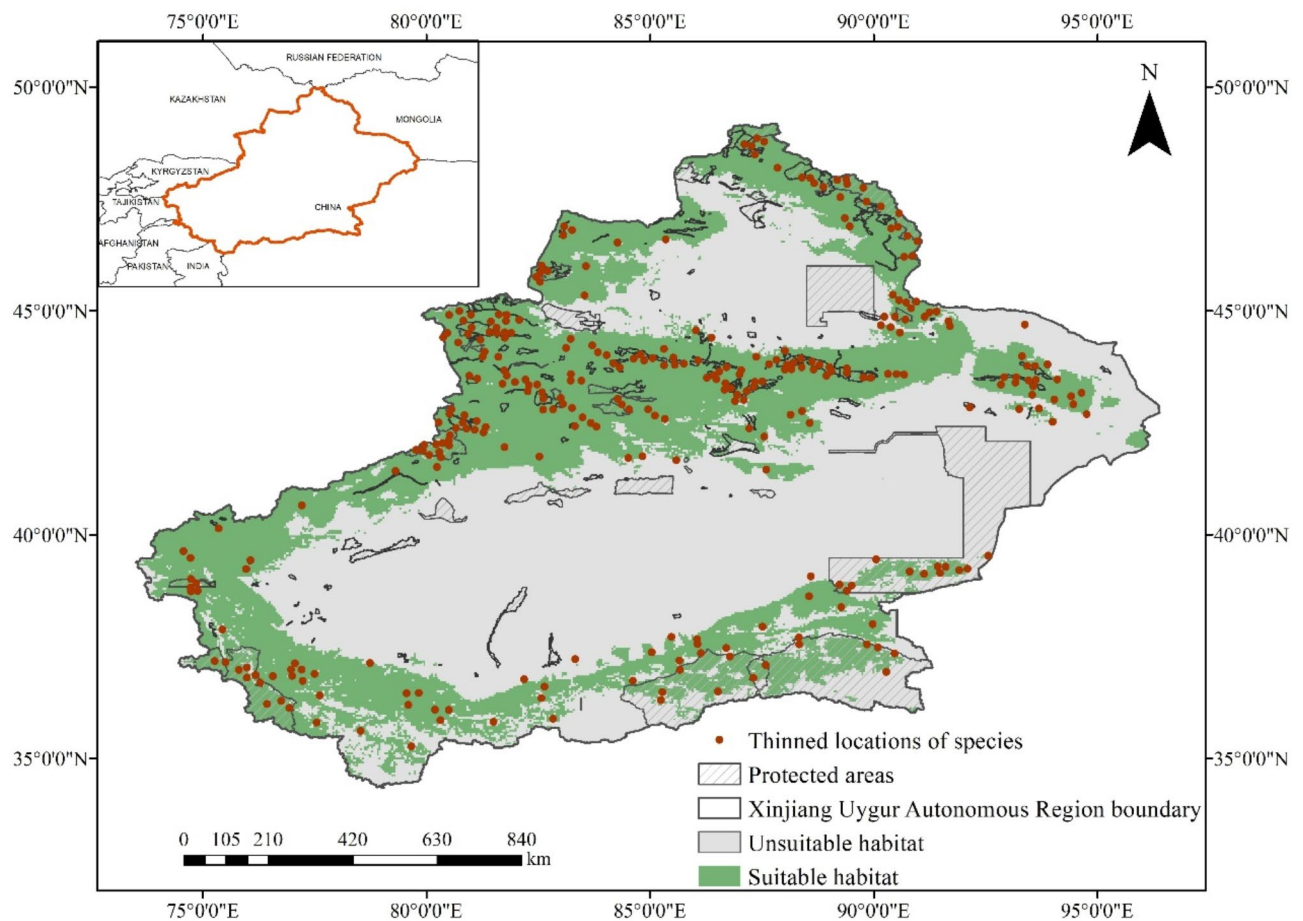 75°0'0"E 80°0'0"E 85°0'0"E 90°0'0"E 95°0'0"E
RUSSIAN FEDERATION
KAZAKHSTAN
MONGOLIA
KYRGYZSTAN
TAJIKISTAN
CHINA
AFGHANISTAN
PAKISTAN
INDIA
N
50°0'0"N 50°0'0"N
45°0'0"N 45°0'0"N
40°0'0"N 40°0'0"N
35°0'0"N 35°0'0"N
Thinned locations of species
Protected areas
Xinjiang Uygur Autonomous Region boundary
Unsuitable habitat
Suitable habitat
0 105 210 420 630 840
km
75°0'0"E 80°0'0"E 85°0'0"E 90°0'0"E 95°0'0"E